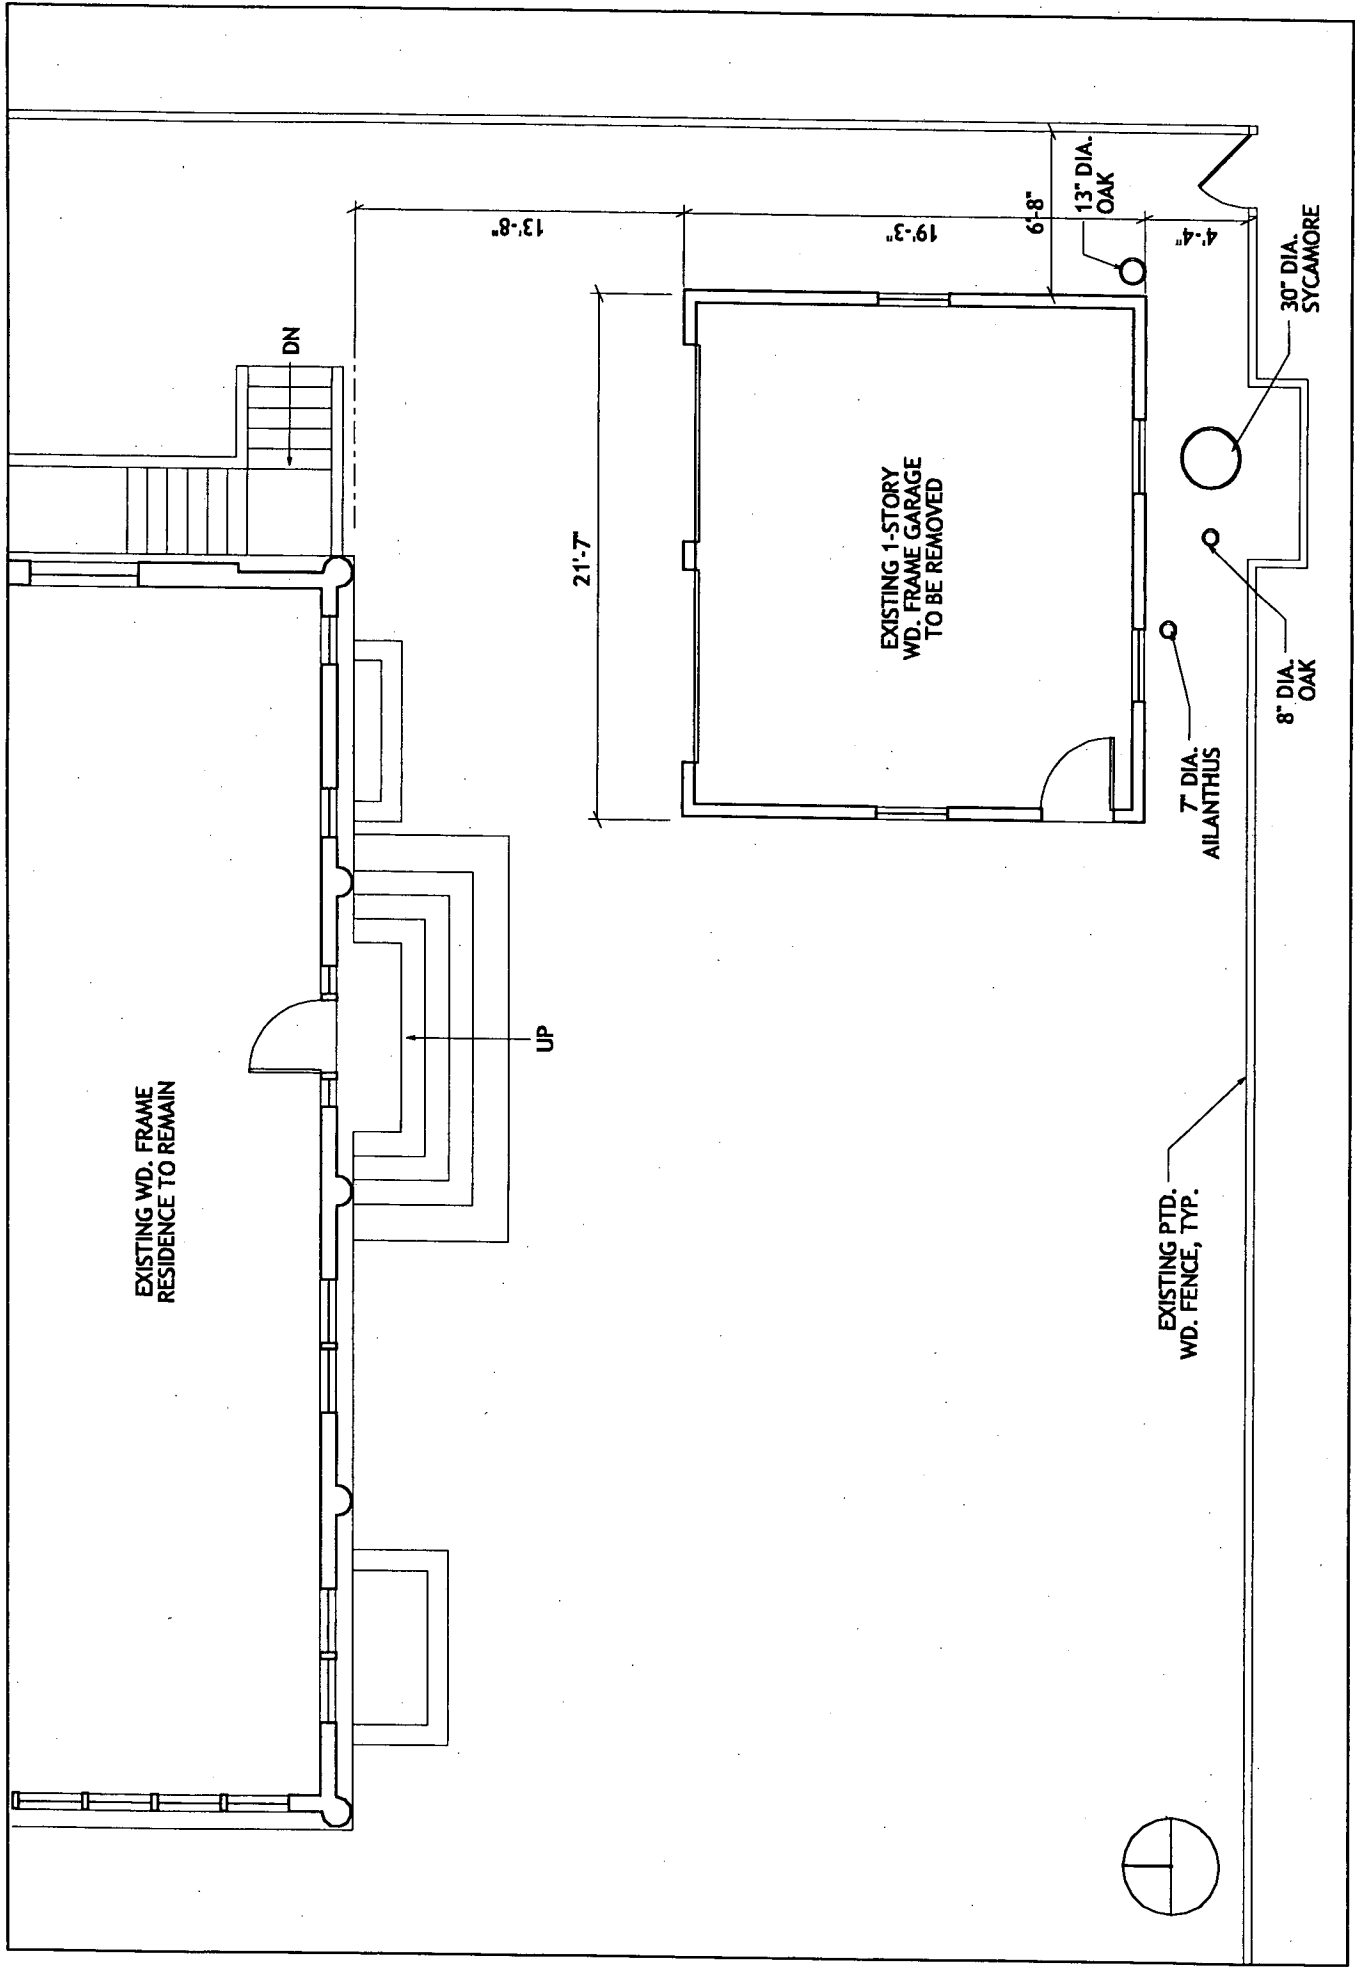 EXISTING WD. FRAME
RESIDENCE TO REMAIN
UP
DN
21'-7"
13'-8"
19'-3"
6'-8"
4'-4"
13" DIA.
OAK
EXISTING 1-STORY
WD. FRAME GARAGE
TO BE REMOVED
EXISTING PTD.
WD. FENCE, TYP.
7" DIA.
AILANTHUS
8" DIA.
OAK
30" DIA.
SYCAMORE